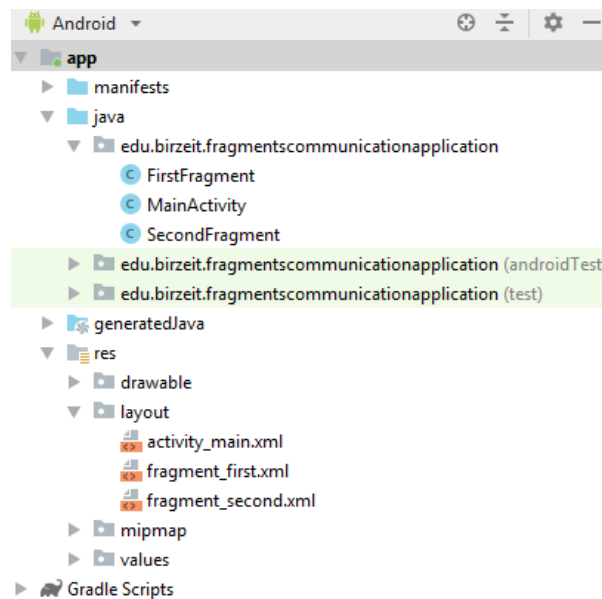 Android
app
manifests
java
edu.birzeit.fragmentscommunicationapplication
FirstFragment
MainActivity
SecondFragment
edu.birzeit.fragmentscommunicationapplication (androidTest
edu.birzeit.fragmentscommunicationapplication (test)
generatedJava
res
drawable
layout
activity_main.xml
fragment_first.xml
fragment_second.xml
mipmap
values
Gradle Scripts